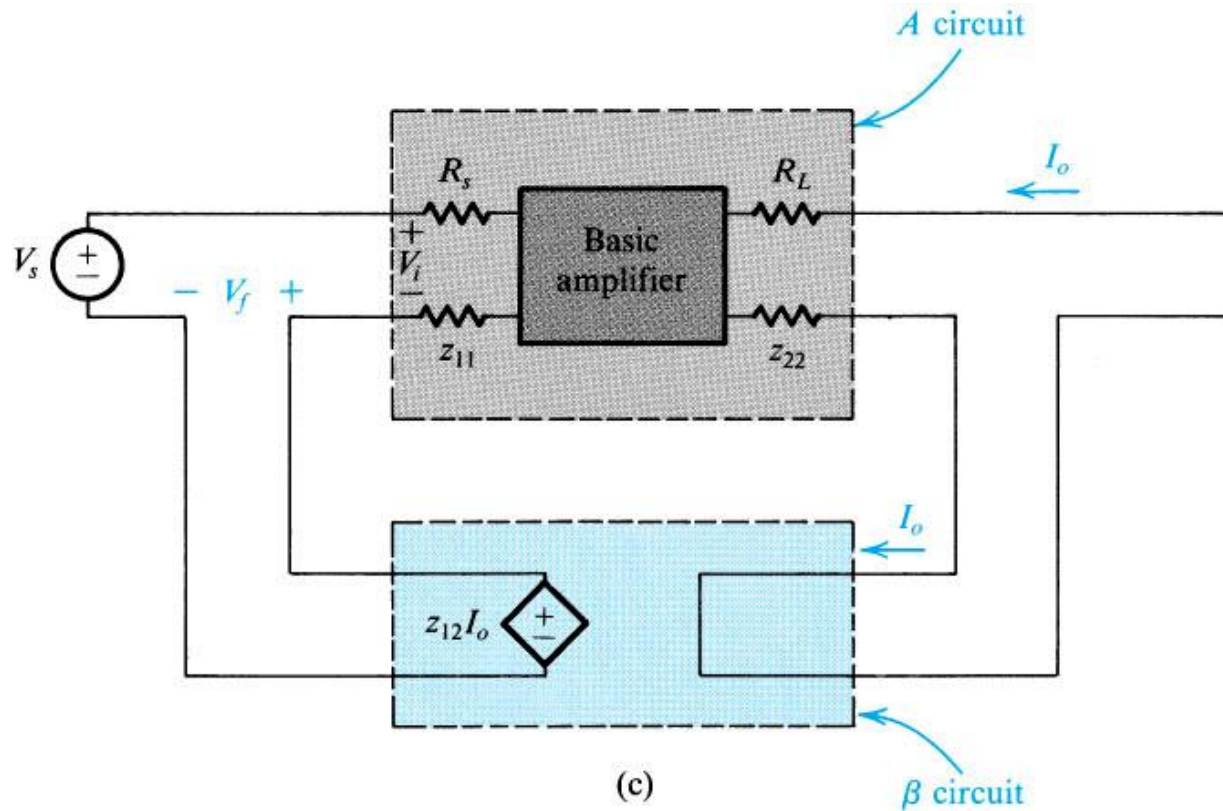 A circuit
I_o
R_s
R_L
+
V_i
−
Basic
amplifier
V_s
+
−
− V_f +
z_11
z_22
I_o
z_12 I_o
+
−
(c)
β circuit